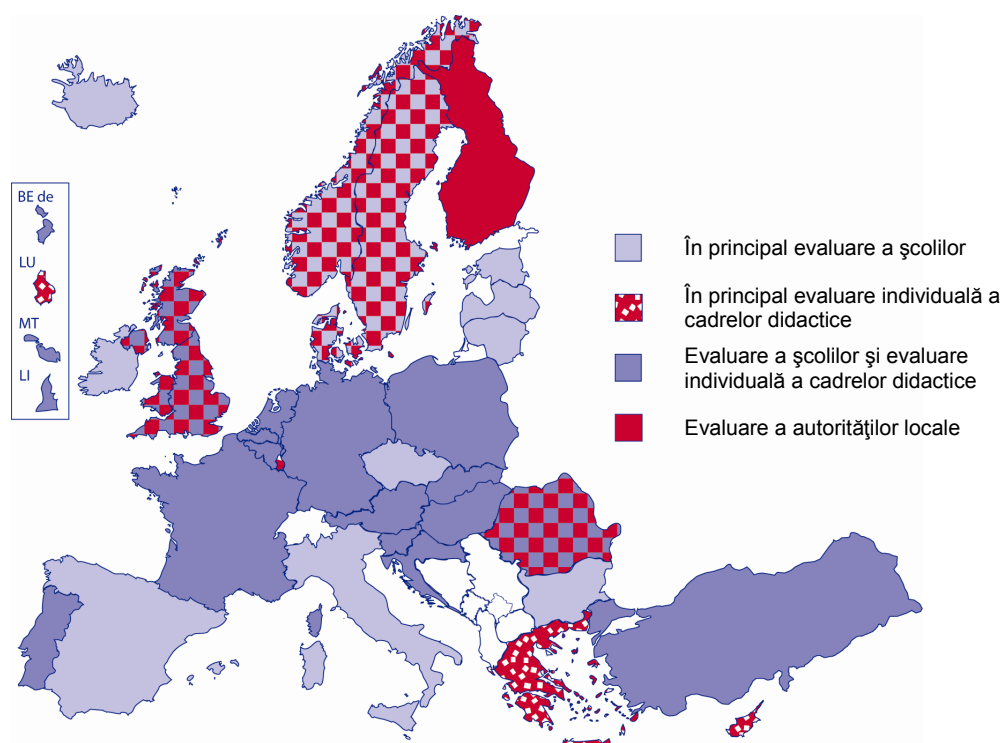 BE de
LU
MT
LI
În principal evaluare a şcolilor
În principal evaluare individuală a
cadrelor didactice
Evaluare a şcolilor şi evaluare
individuală a cadrelor didactice
Evaluare a autorităţilor locale